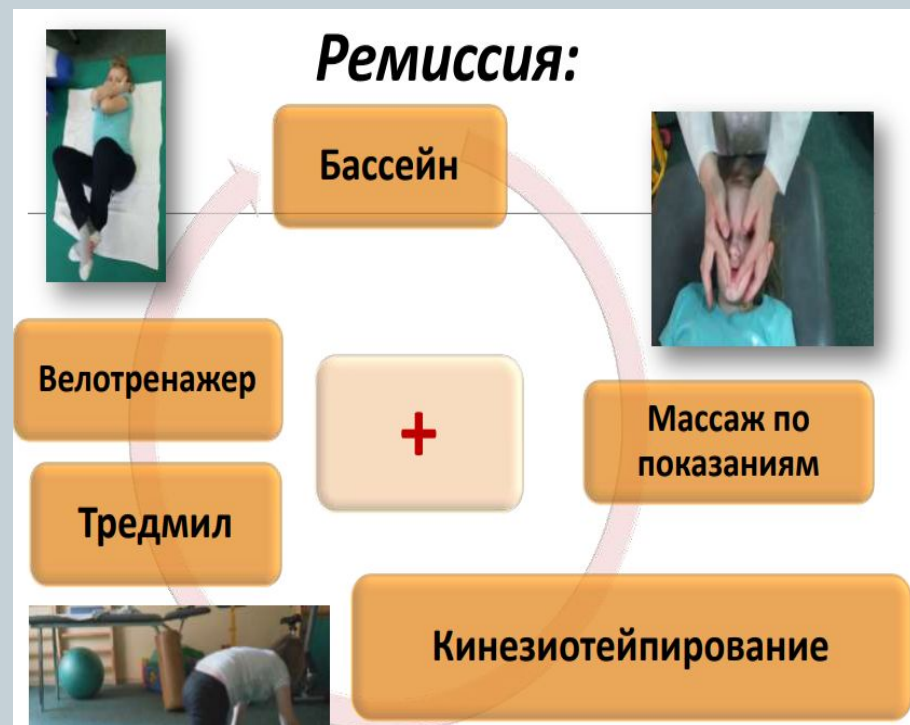 Ремиссия:
Бассейн
Велотренажер
+
Массаж по
показаниям
Тредмил
Кинезиотейпирование